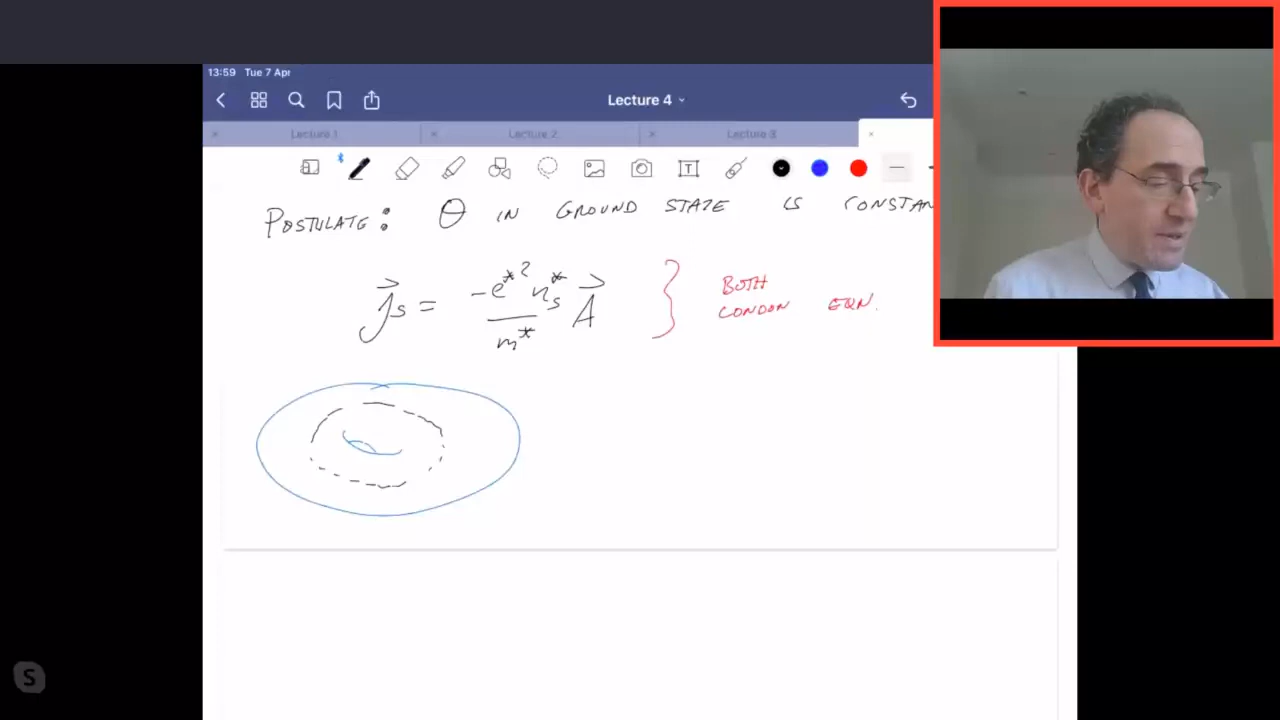 13:59 Tue 7 Apr
Lecture 4
Lecture 1 Lecture 2 Lecture 3
T
POSTULATE: θ IN GROUND STATE IS CONSTAN
j⃗s = -e*² ns* / m* A⃗ } BOTH LONDON EQN.
S